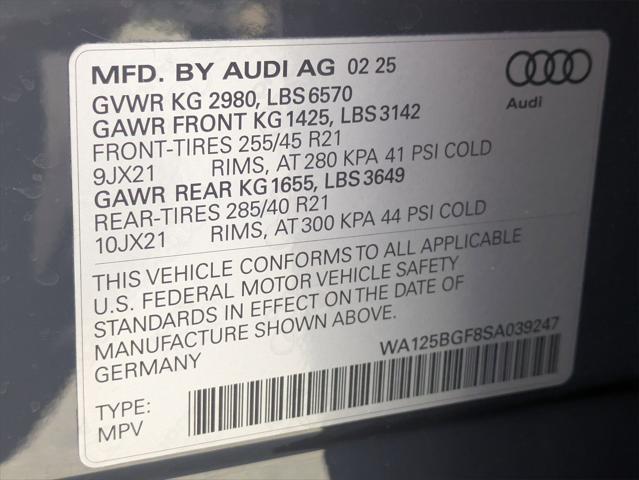 MFD. BY AUDI AG 02 25
Audi
GVWR KG 2980, LBS 6570
GAWR FRONT KG 1425, LBS 3142
FRONT-TIRES 255/45 R21
9JX21 RIMS, AT 280 KPA 41 PSI COLD
GAWR REAR KG 1655, LBS 3649
REAR-TIRES 285/40 R21
10JX21 RIMS, AT 300 KPA 44 PSI COLD
THIS VEHICLE CONFORMS TO ALL APPLICABLE
U.S. FEDERAL MOTOR VEHICLE SAFETY
STANDARDS IN EFFECT ON THE DATE OF
MANUFACTURE SHOWN ABOVE.
GERMANY
WA125BGF8SA039247
TYPE:
MPV